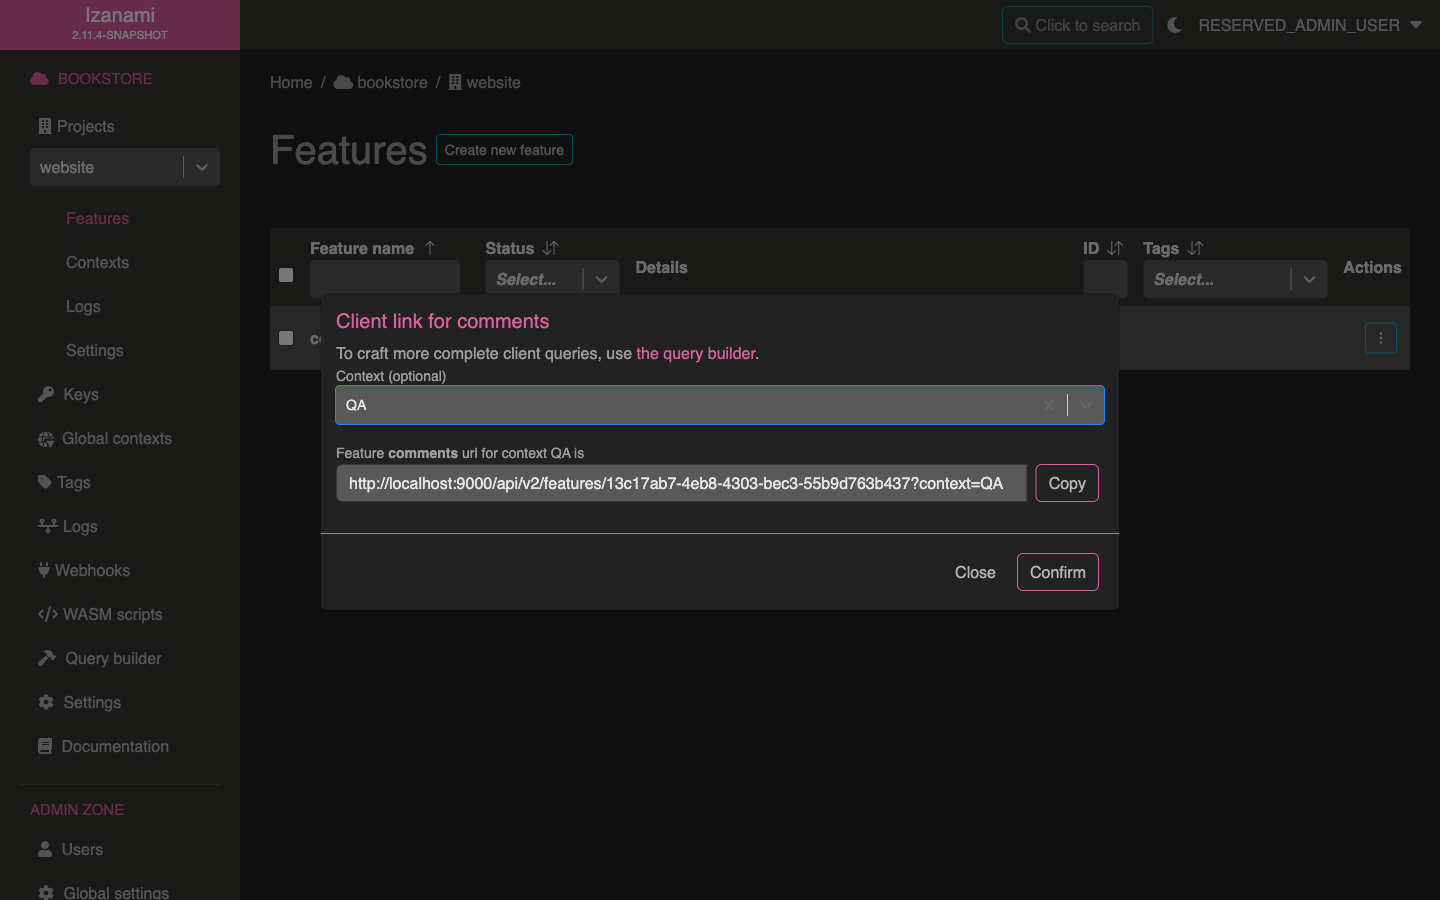 Izanami
2.11.4-SNAPSHOT
Click to search
RESERVED_ADMIN_USER
BOOKSTORE
Projects
website
Features
Contexts
Logs
Settings
Keys
Global contexts
Tags
Logs
Webhooks
WASM scripts
Query builder
Settings
Documentation
ADMIN ZONE
Users
Global settings
Home / bookstore / website
Features
Create new feature
Feature name
Status
Select...
Details
ID
Tags
Select...
Actions
Client link for comments
To craft more complete client queries, use the query builder.
Context (optional)
QA
Feature comments url for context QA is
http://localhost:9000/api/v2/features/13c17ab7-4eb8-4303-bec3-55b9d763b437?context=QA
Copy
Close
Confirm